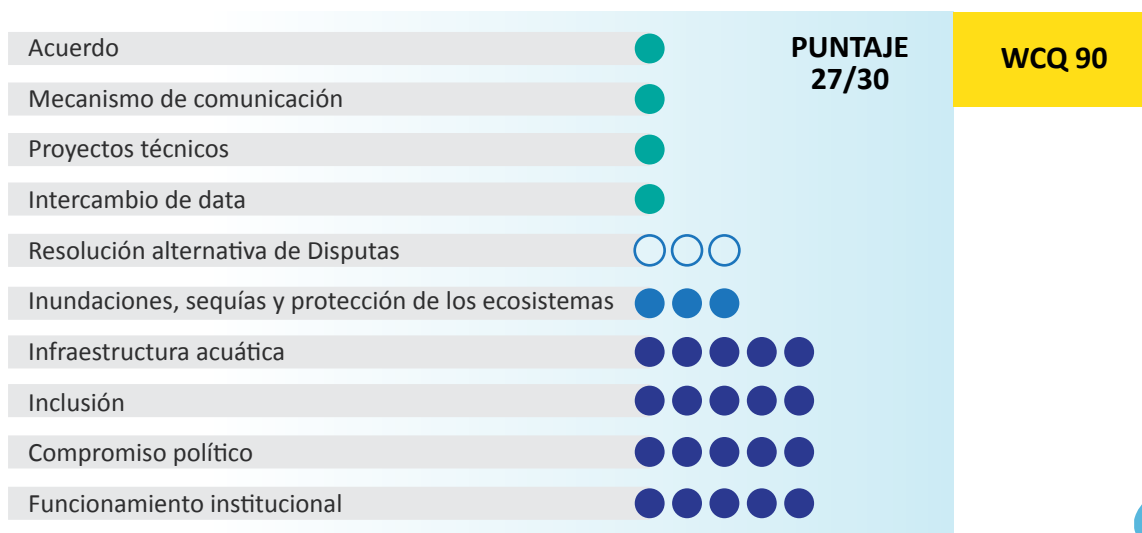 Acuerdo
Mecanismo de comunicación
Proyectos técnicos
Intercambio de data
Resolución alternativa de Disputas
Inundaciones, sequías y protección de los ecosistemas
Infraestructura acuática
Inclusión
Compromiso político
Funcionamiento institucional
PUNTAJE
27/30
WCQ 90